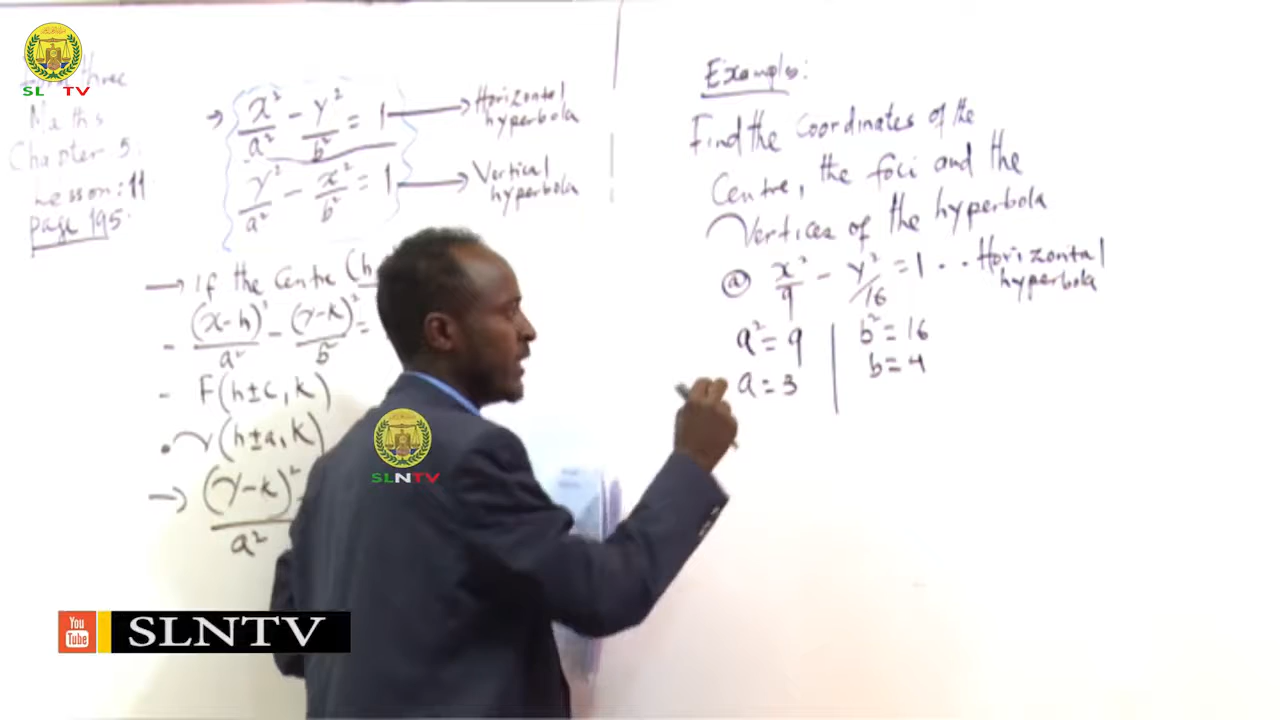 SL TV
three
Maths
Chapter 5:
Lesson: 11
page 195
→ x²/a² - y²/b² = 1 → Horizontal hyperbola
y²/a² - x²/b² = 1 → Vertical hyperbola
→ If the Centre (h
- (x-h)²/a² - (y-k)²/b² =
- F(h±c, k)
• V(h±a, k)
→ (y-k)²/a²
Example:
Find the Coordinates of the
Centre, the foci and the
Vertices of the hyperbola
ⓐ x²/9 - y²/16 = 1 .. Horizontal hyperbola
a² = 9 | b² = 16
a = 3 | b = 4
SLNTV
You Tube SLNTV